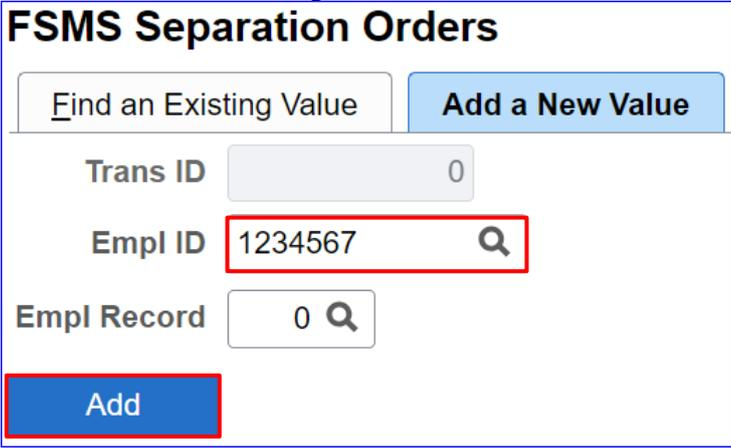 FSMS Separation Orders
Find an Existing Value Add a New Value
Trans ID 0
Empl ID 1234567
Empl Record 0
Add